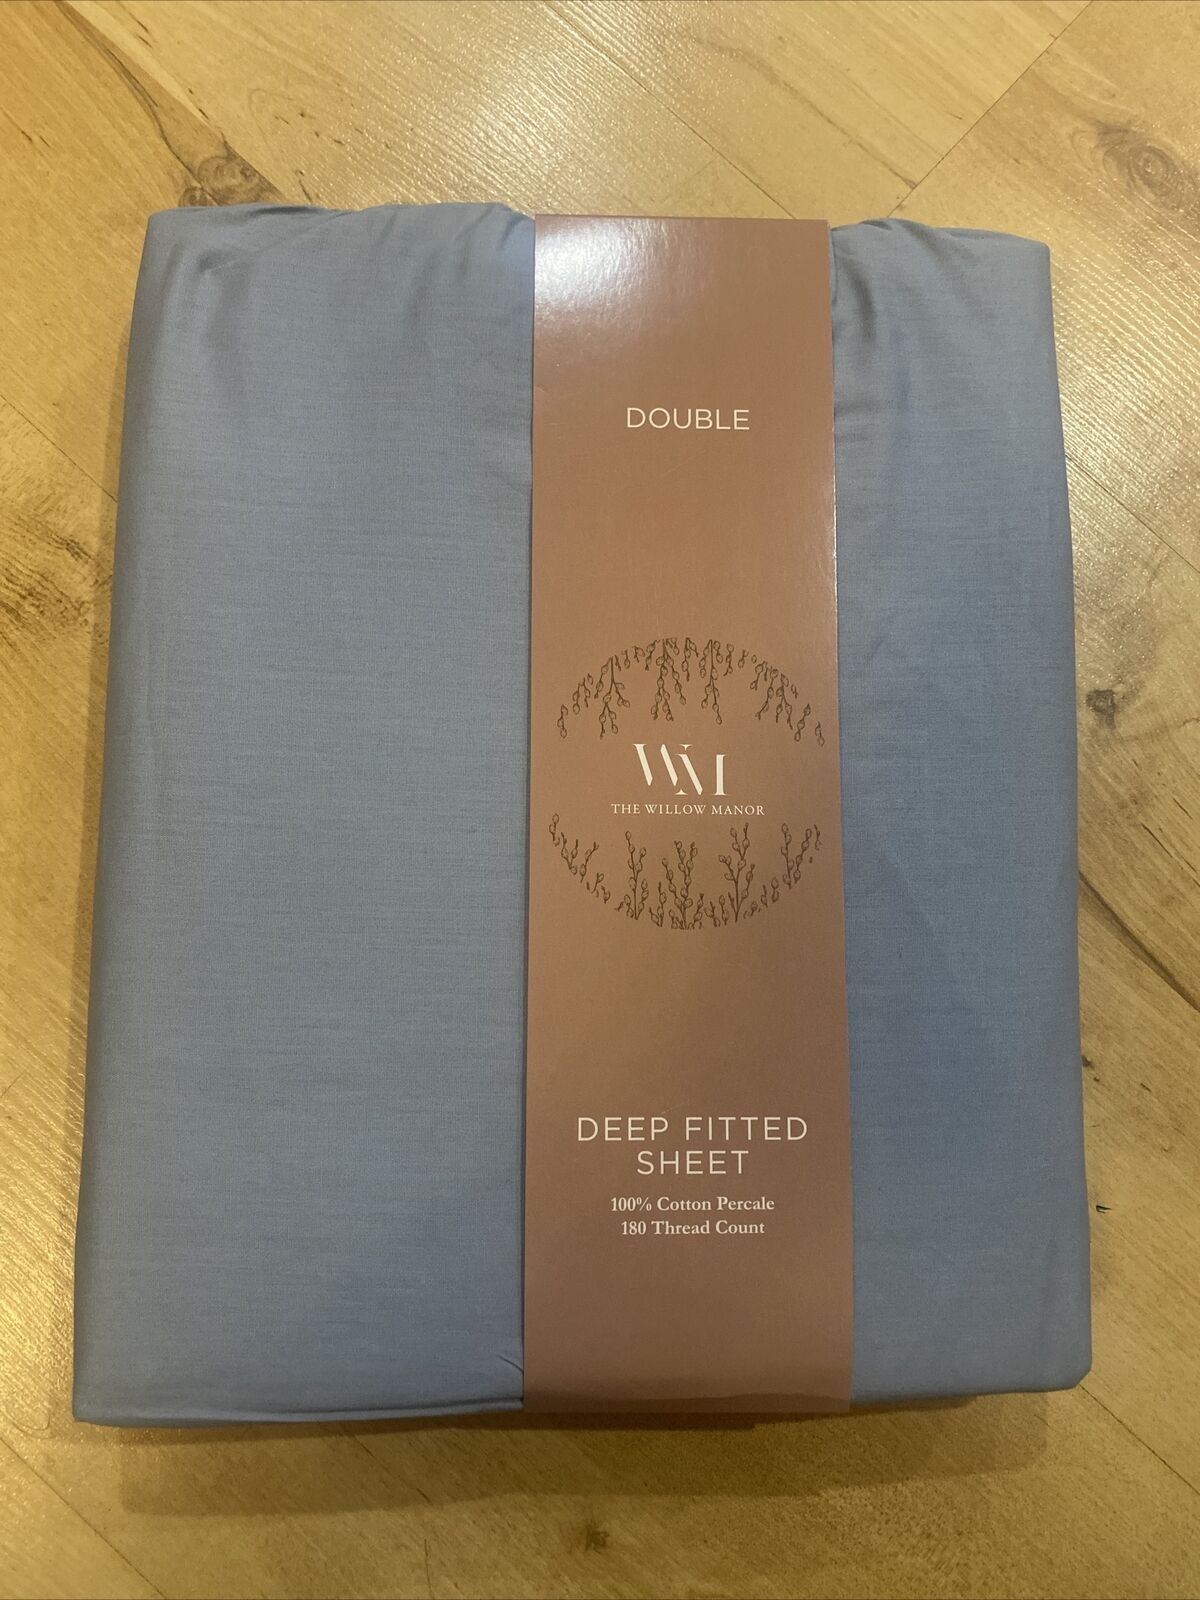 DOUBLE
WM
THE WILLOW MANOR
DEEP FITTED
SHEET
100% Cotton Percale
180 Thread Count